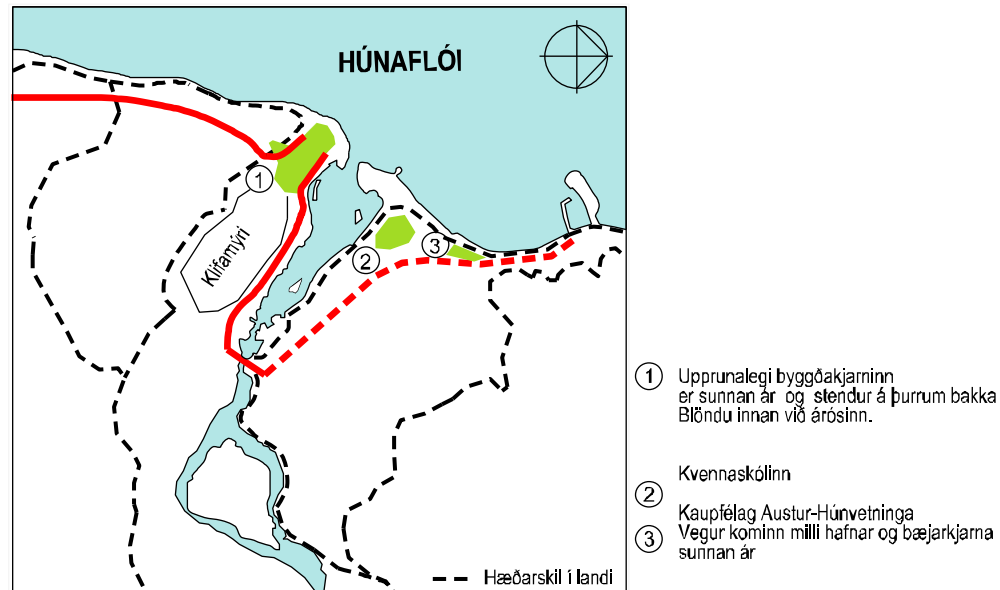 HÚNAFLÓI
1
Klifamýri
2
3
Hæðarskil í landi
1 Upprunalegi byggðakjarninn
er sunnan ár og stendur á þurrum bakka
Blöndu innan við árósinn.
Kvennaskólinn
2
Kaupfélag Austur-Húnvetninga
3 Vegur kominn milli hafnar og bæjarkjarna
sunnan ár